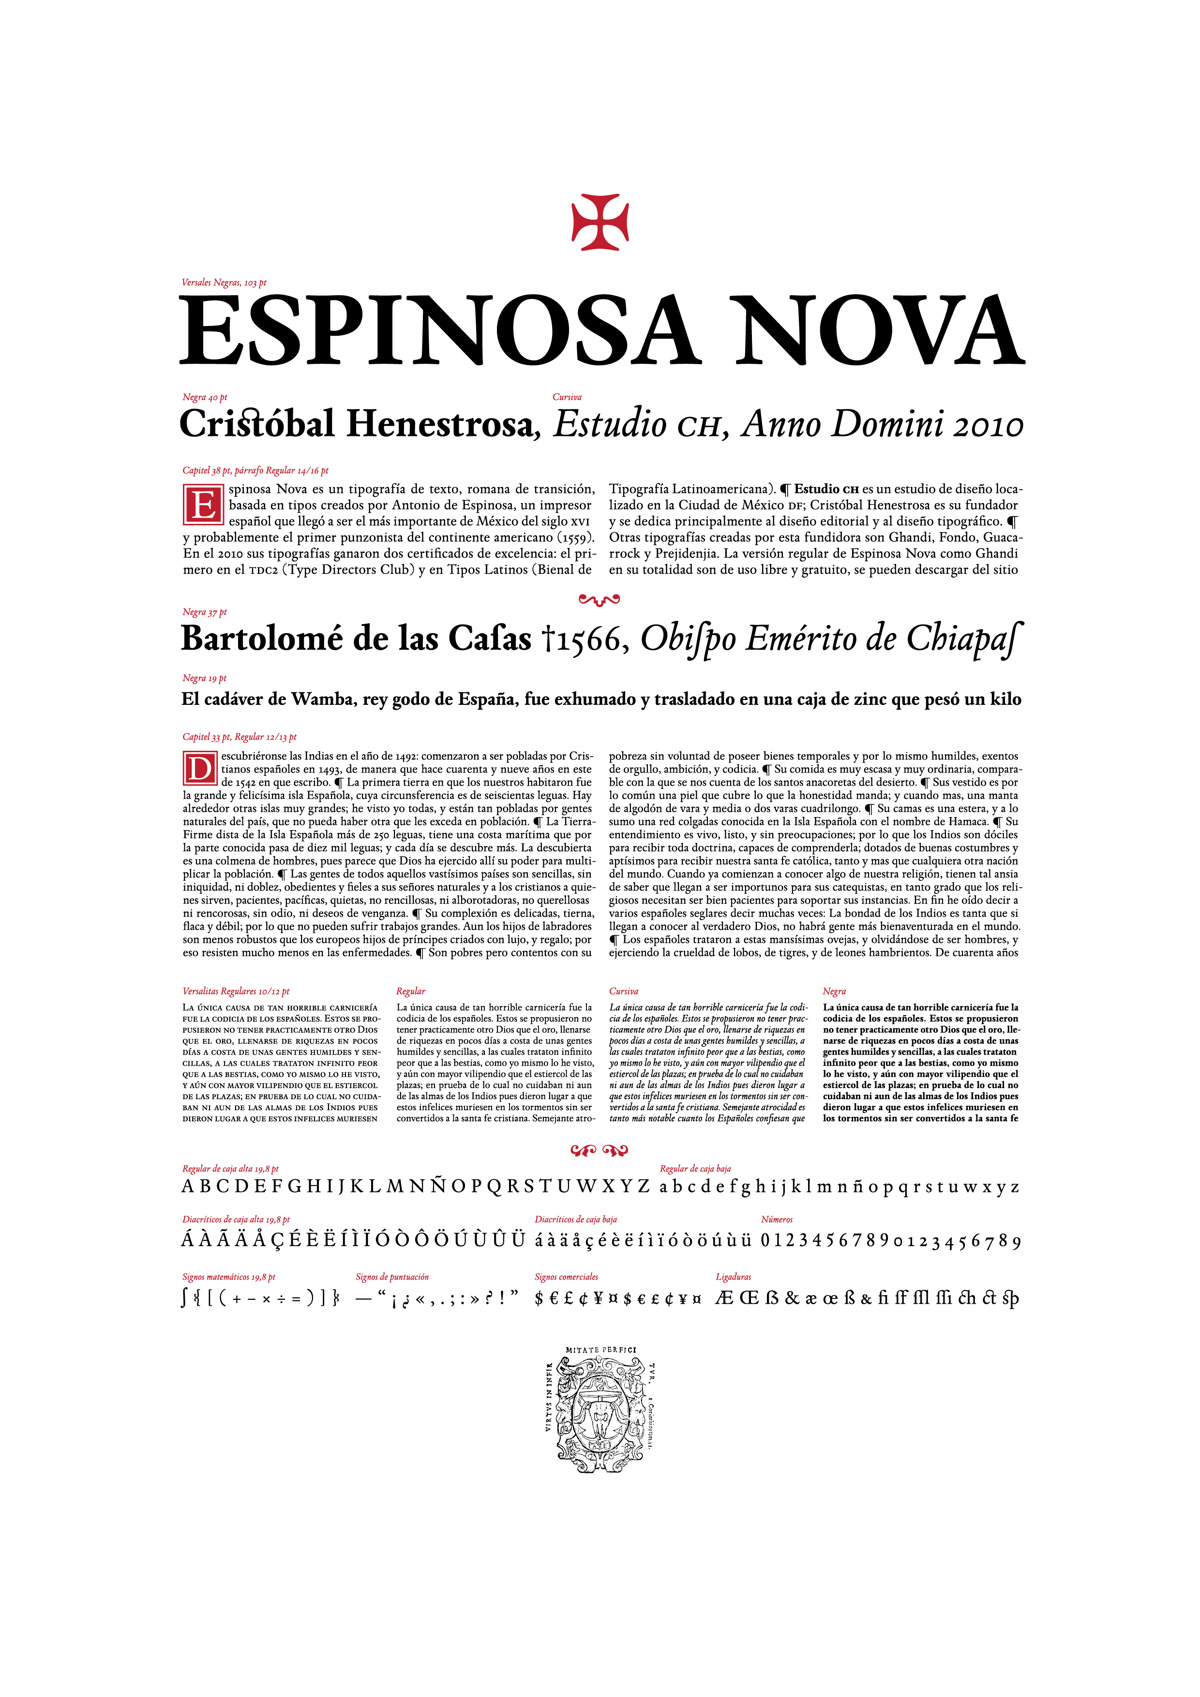 Versales Negras, 103 pt
ESPINOSA NOVA
Negra 40 pt
Cursiva
Cristóbal Henestrosa, Estudio CH, Anno Domini 2010
Capitel 38 pt, párrafo Regular 14/16 pt
Espinosa Nova es un tipografía de texto, romana de transición,
basada en tipos creados por Antonio de Espinosa, un impresor
español que llegó a ser el más importante de México del siglo XVI
y probablemente el primer punzonista del continente americano (1559).
En el 2010 sus tipografías ganaron dos certificados de excelencia: el pri-
mero en el TDC2 (Type Directors Club) y en Tipos Latinos (Bienal de
Tipografía Latinoamericana). ¶ Estudio CH es un estudio de diseño loca-
lizado en la Ciudad de México DF; Cristóbal Henestrosa es su fundador
y se dedica principalmente al diseño editorial y al diseño tipográfico. ¶
Otras tipografías creadas por esta fundidora son Ghandi, Fondo, Guaca-
rrock y Prejidenjia. La versión regular de Espinosa Nova como Ghandi
en su totalidad son de uso libre y gratuito, se pueden descargar del sitio
Negra 37 pt
Bartolomé de las Caſas †1566, Obiſpo Emérito de Chiapaſ
Negra 19 pt
El cadáver de Wamba, rey godo de España, fue exhumado y trasladado en una caja de zinc que pesó un kilo
Capitel 33 pt, Regular 12/13 pt
Descubriéronse las Indias en el año de 1492: comenzaron a ser pobladas por Cris-
tianos españoles en 1493, de manera que hace cuarenta y nueve años en este
de 1542 en que escribo. ¶ La primera tierra en que los nuestros habitaron fue
la grande y felicísima isla Española, cuya circunsferencia es de seiscientas leguas. Hay
alrededor otras islas muy grandes; he visto yo todas, y están tan pobladas por gentes
naturales del país, que no pueda haber otra que les exceda en población. ¶ La Tierra-
Firme dista de la Isla Española más de 250 leguas, tiene una costa marítima que por
la parte conocida pasa de diez mil leguas; y cada día se descubre más. La descubierta
es una colmena de hombres, pues parece que Dios ha ejercido allí su poder para multi-
plicar la población. ¶ Las gentes de todos aquellos vastísimos países son sencillas, sin
iniquidad, ni doblez, obedientes y fieles a sus señores naturales y a los cristianos a quie-
nes sirven, pacientes, pacíficas, quietas, no rencillosas, ni alborotadoras, no querellosas
ni rencorosas, sin odio, ni deseos de venganza. ¶ Su complexión es delicadas, tierna,
flaca y débil; por lo que no pueden sufrir trabajos grandes. Aun los hijos de labradores
son menos robustos que los europeos hijos de príncipes criados con lujo, y regalo; por
eso resisten mucho menos en las enfermedades. ¶ Son pobres pero contentos con su
pobreza sin voluntad de poseer bienes temporales y por lo mismo humildes, exentos
de orgullo, ambición, y codicia. ¶ Su comida es muy escasa y muy ordinaria, compara-
ble con la que se nos cuenta de los santos anacoretas del desierto. ¶ Sus vestido es por
lo común una piel que cubre lo que la honestidad manda; y cuando mas, una manta
de algodón de vara y media o dos varas cuadrilongo. ¶ Su camas es una estera, y a lo
sumo una red colgadas conocida en la Isla Española con el nombre de Hamaca. ¶ Su
entendimiento es vivo, listo, y sin preocupaciones; por lo que los Indios son dóciles
para recibir toda doctrina, capaces de comprenderla; dotados de buenas costumbres y
aptísimos para recibir nuestra santa fe católica, tanto y mas que cualquiera otra nación
del mundo. Cuando ya comienzan a conocer algo de nuestra religión, tienen tal ansia
de saber que llegan a ser importunos para sus catequistas, en tanto grado que los reli-
giosos necesitan ser bien pacientes para soportar sus instancias. En fin he oído decir a
varios españoles seglares decir muchas veces: La bondad de los Indios es tanta que si
llegan a conocer al verdadero Dios, no habrá gente más bienaventurada en el mundo.
¶ Los españoles trataron a estas mansísimas ovejas, y olvidándose de ser hombres, y
ejerciendo la crueldad de lobos, de tigres, y de leones hambrientos. De cuarenta años
Versalitas Regulares 10/12 pt
La única causa de tan horrible carnicería
fue la codicia de los españoles. Estos se pro-
pusieron no tener practicamente otro Dios
que el oro, llenarse de riquezas en pocos
días a costa de unas gentes humildes y sen-
cillas, a las cuales trataton infinito peor
que a las bestias, como yo mismo lo he visto,
y aún con mayor vilipendio que el estiercol
de las plazas; en prueba de lo cual no cuida-
ban ni aun de las almas de los Indios pues
dieron lugar a que estos infelices muriesen
Regular
La única causa de tan horrible carnicería fue la
codicia de los españoles. Estos se propusieron no
tener practicamente otro Dios que el oro, llenarse
de riquezas en pocos días a costa de unas gentes
humildes y sencillas, a las cuales trataton infinito
peor que a las bestias, como yo mismo lo he visto,
y aún con mayor vilipendio que el estiercol de las
plazas; en prueba de lo cual no cuidaban ni aun
de las almas de los Indios pues dieron lugar a que
estos infelices muriesen en los tormentos sin ser
convertidos a la santa fe cristiana. Semejante atro-
Cursiva
La única causa de tan horrible carnicería fue la codi-
cia de los españoles. Estos se propusieron no tener prac-
ticamente otro Dios que el oro, llenarse de riquezas en
pocos días a costa de unas gentes humildes y sencillas, a
las cuales trataton infinito peor que a las bestias, como
yo mismo lo he visto, y aún con mayor vilipendio que el
estiercol de las plazas; en prueba de lo cual no cuidaban
ni aun de las almas de los Indios pues dieron lugar a
que estos infelices muriesen en los tormentos sin ser con-
vertidos a la santa fe cristiana. Semejante atrocidad es
tanto más notable cuanto los Españoles confiesan que
Negra
La única causa de tan horrible carnicería fue la
codicia de los españoles. Estos se propusieron
no tener practicamente otro Dios que el oro, lle-
narse de riquezas en pocos días a costa de unas
gentes humildes y sencillas, a las cuales trataton
infinito peor que a las bestias, como yo mismo
lo he visto, y aún con mayor vilipendio que el
estiercol de las plazas; en prueba de lo cual no
cuidaban ni aun de las almas de los Indios pues
dieron lugar a que estos infelices muriesen en
los tormentos sin ser convertidos a la santa fe
Regular de caja alta 19,8 pt
Regular de caja baja
A B C D E F G H I J K L M N Ñ O P Q R S T U W X Y Z a b c d e f g h i j k l m n ñ o p q r s t u w x y z
Diacríticos de caja alta 19,8 pt
Diacríticos de caja baja
Números
Á À Ã Ä Å Ç É È Ë Í Ì Ï Ó Ò Ô Ö Ú Ù Û Ü á à ä å ç é è ë í ì ï ó ò ö ú ù ü 0 1 2 3 4 5 6 7 8 9 0 1 2 3 4 5 6 7 8 9
Signos matemáticos 19,8 pt
Signos de puntuación
Signos comerciales
Ligaduras
∫ { [ ( + − × ÷ = ) ] } — “ ¡ ¿ « , . ; : » ? ! ” $ € £ ¢ ¥ ¤ $ € £ ¢ ¥ ¤ Æ Œ ẞ & æ œ ß & fi ff ſſl ſſi ch ct sp
MITATE PERFICI
VIRTVS IN INFIR
TVR.